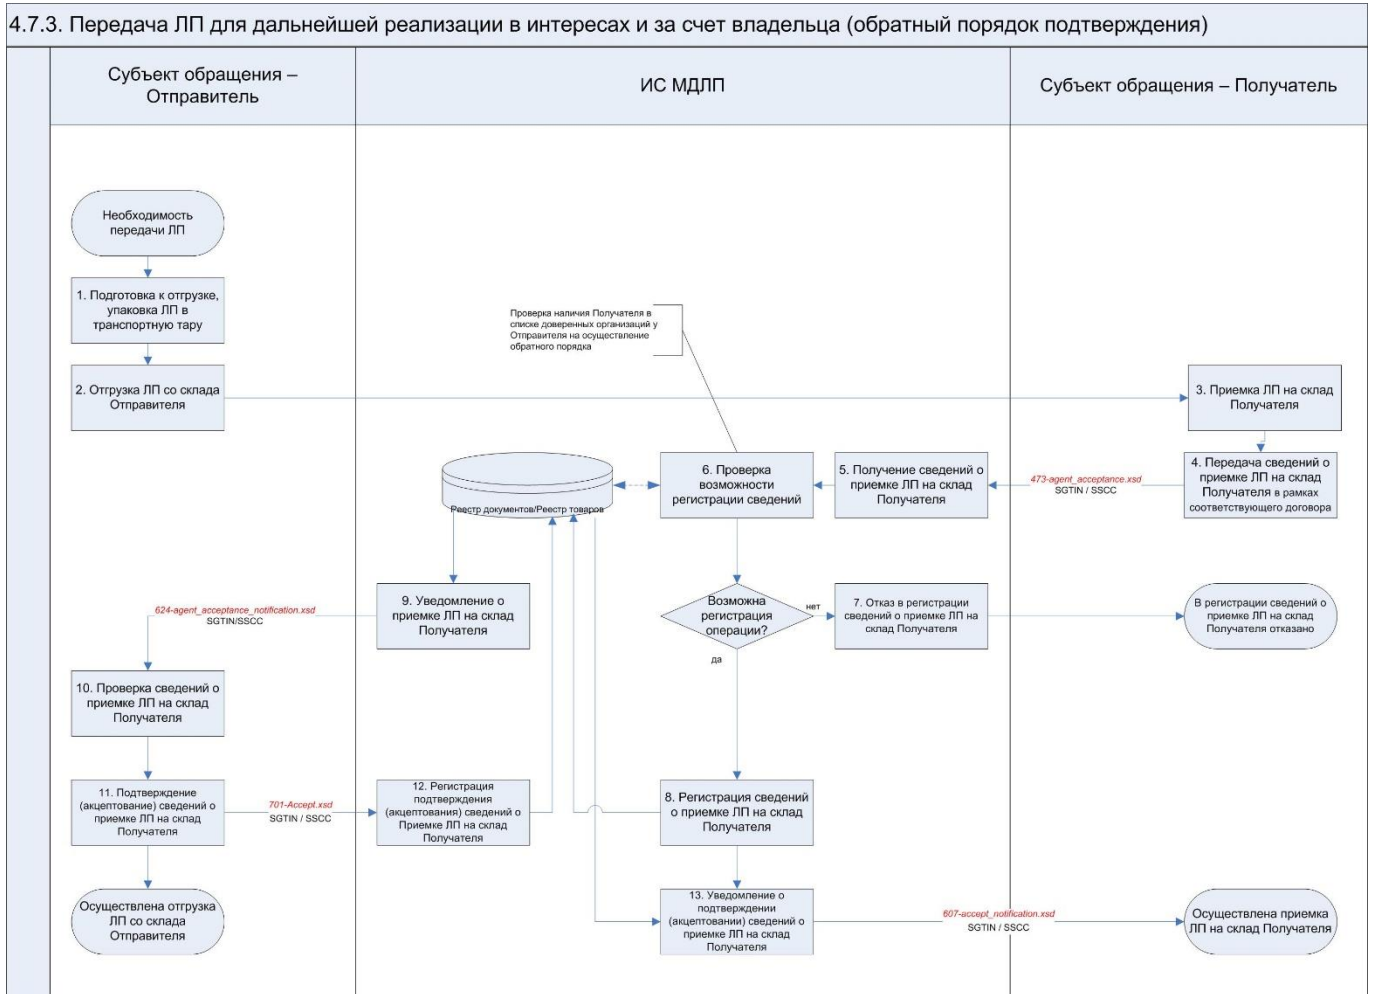 4.7.3. Передача ЛП для дальнейшей реализации в интересах и за счет владельца (обратный порядок подтверждения)
Субъект обращения –
Отправитель
ИС МДЛП
Субъект обращения – Получатель
Необходимость
передачи ЛП
1. Подготовка к отгрузке,
упаковка ЛП в
транспортную тару
2. Отгрузка ЛП со склада
Отправителя
Проверка наличия Получателя в
списке доверенных организаций у
Отправителя на осуществление
обратного порядка
3. Приемка ЛП на склад
Получателя
4. Передача сведений о
приемке ЛП на склад
Получателя в рамках
соответствующего договора
473-agent_acceptance.xsd
SGTIN / SSCC
5. Получение сведений о
приемке ЛП на склад
Получателя
6. Проверка
возможности
регистрации сведений
Реестр документов/Реестр товаров
Возможна
регистрация
операции?
нет
да
7. Отказ в регистрации
сведений о приемке ЛП на
склад Получателя
В регистрации сведений о
приемке ЛП на склад
Получателя отказано
9. Уведомление о
приемке ЛП на склад
Получателя
624-agent_acceptance_notification.xsd
SGTIN/SSCC
10. Проверка сведений о
приемке ЛП на склад
Получателя
11. Подтверждение
(акцептование) сведений о
приемке ЛП на склад
Получателя
701-Accept.xsd
SGTIN / SSCC
12. Регистрация
подтверждения
(акцептования) сведений о
Приемке ЛП на склад
Получателя
8. Регистрация сведений
о приемке ЛП на склад
Получателя
Осуществлена отгрузка
ЛП со склада
Отправителя
13. Уведомление о
подтверждении
(акцептовании) сведений о
приемке ЛП на склад
Получателя
607-accept_notification.xsd
SGTIN / SSCC
Осуществлена приемка
ЛП на склад Получателя